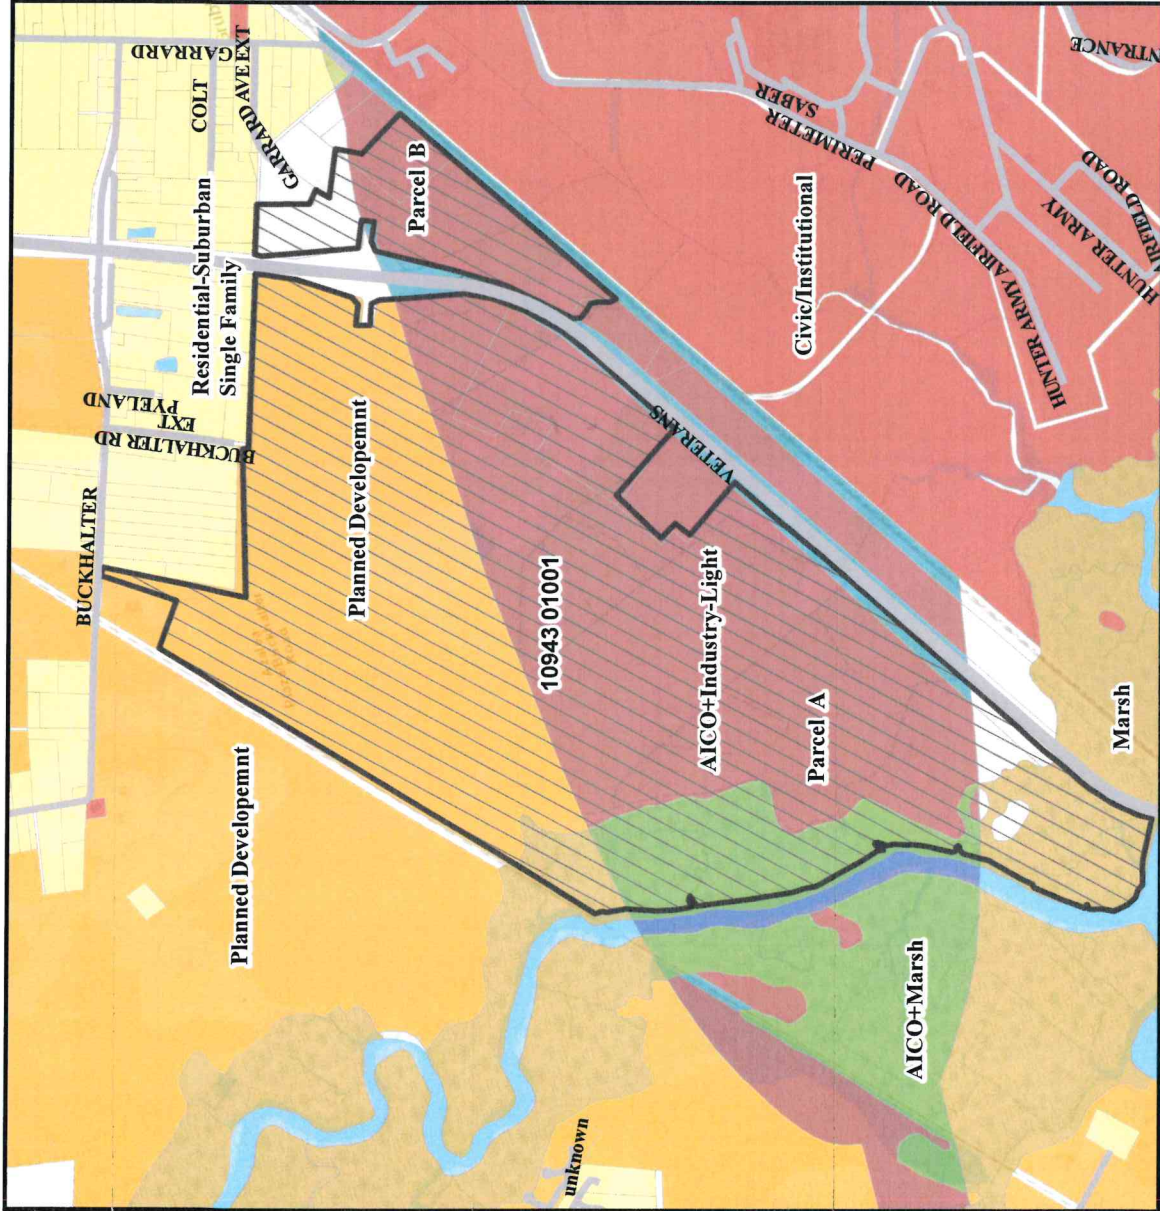 BUCKHALTER
PYELAND
EXT
BUCKHALTER RD
GARRARD
COLT
GARRARD AVE EXT
GARRARD
Residential-Suburban
Single Family
Planned Developemnt
Planned Developemnt
Parcel B
10943 01001
unknown
AICO+Industry-Light
VETERANS
Parcel A
Civic/Institutional
SABER
PERIMETER
HUNTER ARMY AIRFIELD ROAD
HUNTER ARMY
AIRFIELD ROAD
NTRANCE
AICO+Marsh
Marsh